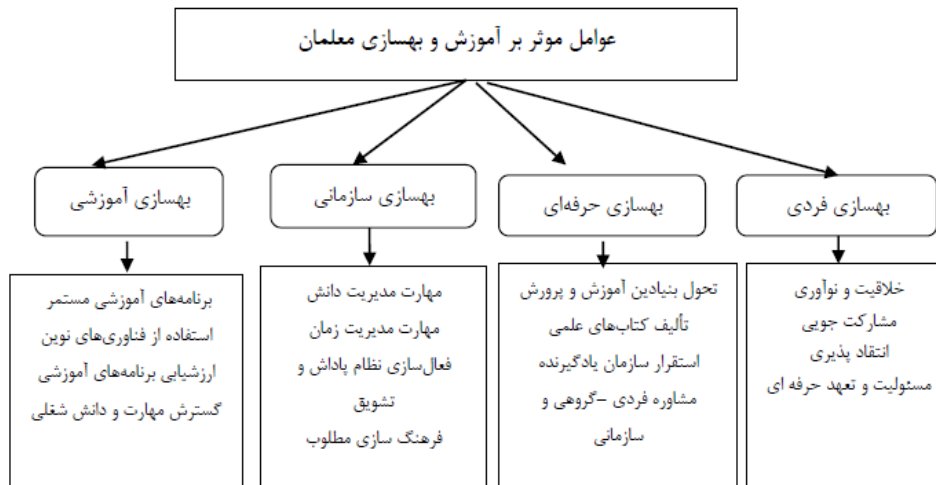 عوامل موثر بر آموزش و بهسازی معلمان
بهسازی فردی
بهسازی حرفه‌ای
بهسازی سازمانی
بهسازی آموزشی
خلاقیت و نوآوری
مشارکت جویی
انتقاد پذیری
مسئولیت و تعهد حرفه ای
تحول بنیادین آموزش و پرورش
تألیف کتاب‌های علمی
استقرار سازمان یادگیرنده
مشاوره فردی –گروهی و
سازمانی
مهارت مدیریت دانش
مهارت مدیریت زمان
فعال‌سازی نظام پاداش و
تشویق
فرهنگ سازی مطلوب
برنامه‌های آموزشی مستمر
استفاده از فناوری‌های نوین
ارزشیابی برنامه‌های آموزشی
گسترش مهارت و دانش شغلی